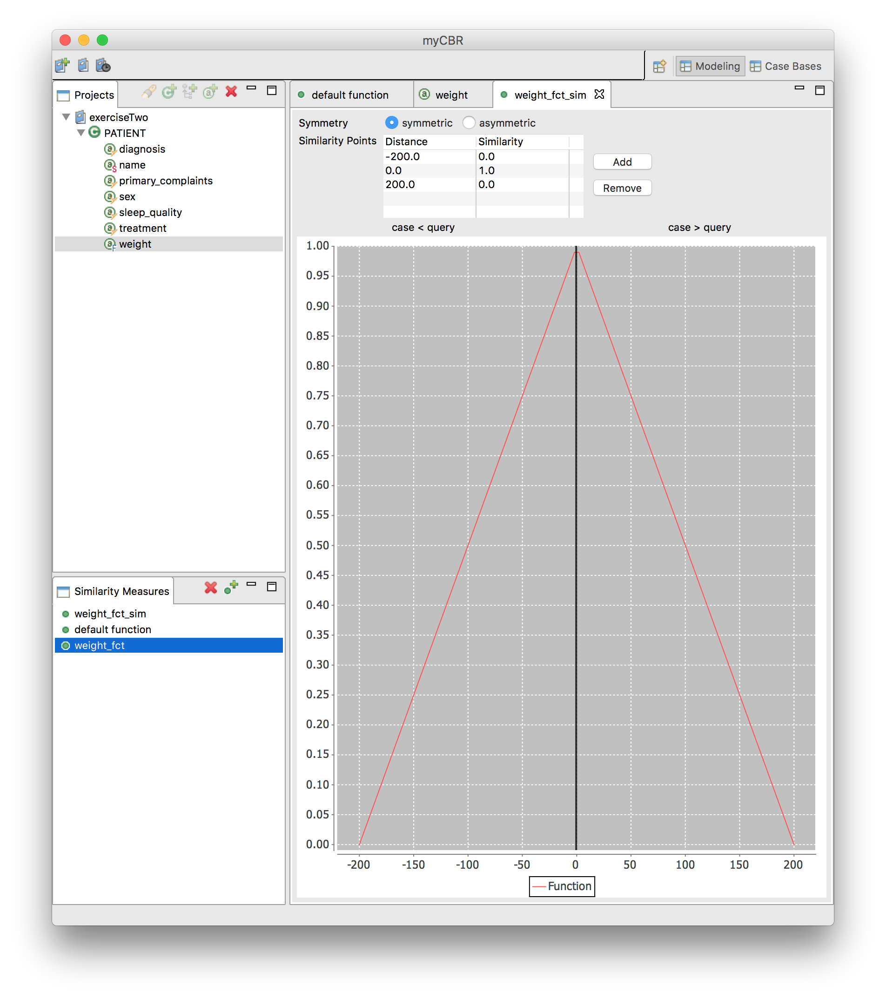 myCBR
Modeling Case Bases
Projects
exerciseTwo
PATIENT
diagnosis
name
primary_complaints
sex
sleep_quality
treatment
weight
Similarity Measures
weight_fct_sim
default function
weight_fct
default function weight weight_fct_sim
Symmetry symmetric asymmetric
Similarity Points Distance Similarity
-200.0 0.0
0.0 1.0
200.0 0.0
Add
Remove
case < query case > query
1.00
0.95
0.90
0.85
0.80
0.75
0.70
0.65
0.60
0.55
0.50
0.45
0.40
0.35
0.30
0.25
0.20
0.15
0.10
0.05
0.00
-200 -150 -100 -50 0 50 100 150 200
Function